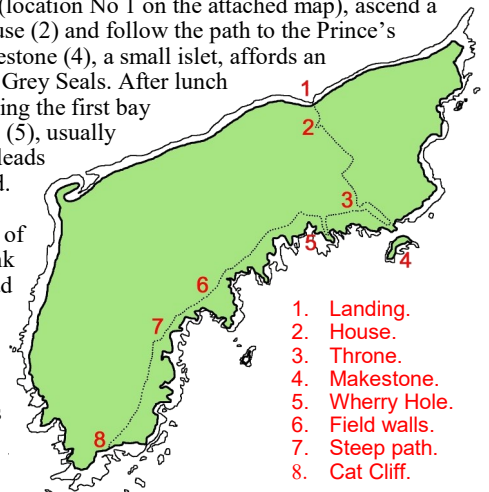 (location No 1 on the attached map), ascend a
use (2) and follow the path to the Prince’s
estone (4), a small islet, affords an
Grey Seals. After lunch
ing the first bay
(5), usually
leads
d.
of
nk
d
s
1
2
3
4
5
6
7
8
1. Landing.
2. House.
3. Throne.
4. Makestone.
5. Wherry Hole.
6. Field walls.
7. Steep path.
8. Cat Cliff.